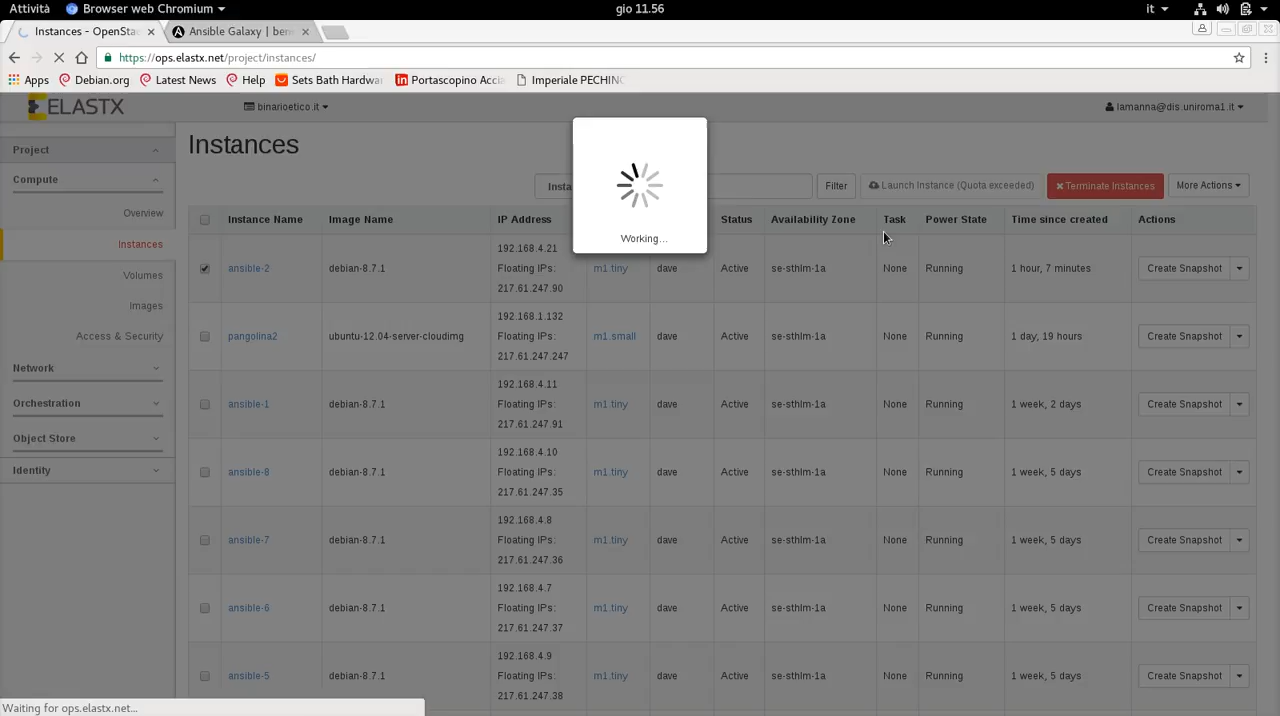 Attività
Browser web Chromium
gio 11.56
it
Instances - OpenSta
Ansible Galaxy | ben
https://ops.elastx.net/project/instances/
Apps
Debian.org
Latest News
Help
Sets Bath Hardwa
Portascopino Accia
Imperiale PECHINO
ELASTX
binarioetico.it
lamanna@dis.uniroma1.it
Project
Compute
Overview
Instances
Volumes
Images
Access & Security
Network
Orchestration
Object Store
Identity
Instances
Insta
Filter
Launch Instance (Quota exceeded)
Terminate Instances
More Actions
Working...
Instance Name Image Name IP Address Status Availability Zone Task Power State Time since created Actions
192.168.4.21
ansible-2 debian-8.7.1 Floating IPs: m1.tiny dave Active se-sthlm-1a None Running 1 hour, 7 minutes Create Snapshot
217.61.247.90
192.168.1.132
pangolina2 ubuntu-12.04-server-cloudimg Floating IPs: m1.small dave Active se-sthlm-1a None Running 1 day, 19 hours Create Snapshot
217.61.247.247
192.168.4.11
ansible-1 debian-8.7.1 Floating IPs: m1.tiny dave Active se-sthlm-1a None Running 1 week, 2 days Create Snapshot
217.61.247.91
192.168.4.10
ansible-8 debian-8.7.1 Floating IPs: m1.tiny dave Active se-sthlm-1a None Running 1 week, 5 days Create Snapshot
217.61.247.35
192.168.4.8
ansible-7 debian-8.7.1 Floating IPs: m1.tiny dave Active se-sthlm-1a None Running 1 week, 5 days Create Snapshot
217.61.247.36
192.168.4.7
ansible-6 debian-8.7.1 Floating IPs: m1.tiny dave Active se-sthlm-1a None Running 1 week, 5 days Create Snapshot
217.61.247.37
192.168.4.9
ansible-5 debian-8.7.1 Floating IPs: m1.tiny dave Active se-sthlm-1a None Running 1 week, 5 days Create Snapshot
217.61.247.38
Waiting for ops.elastx.net...